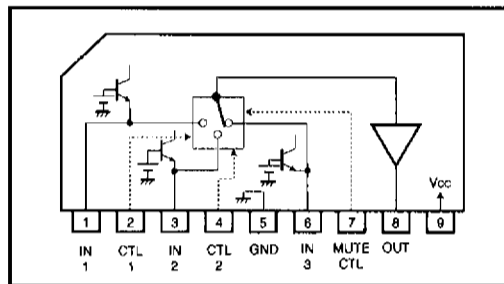 Vcc
1 2 3 4 5 6 7 8 9
IN CTL IN CTL GND IN MUTE OUT
1 1 2 2 3 CTL